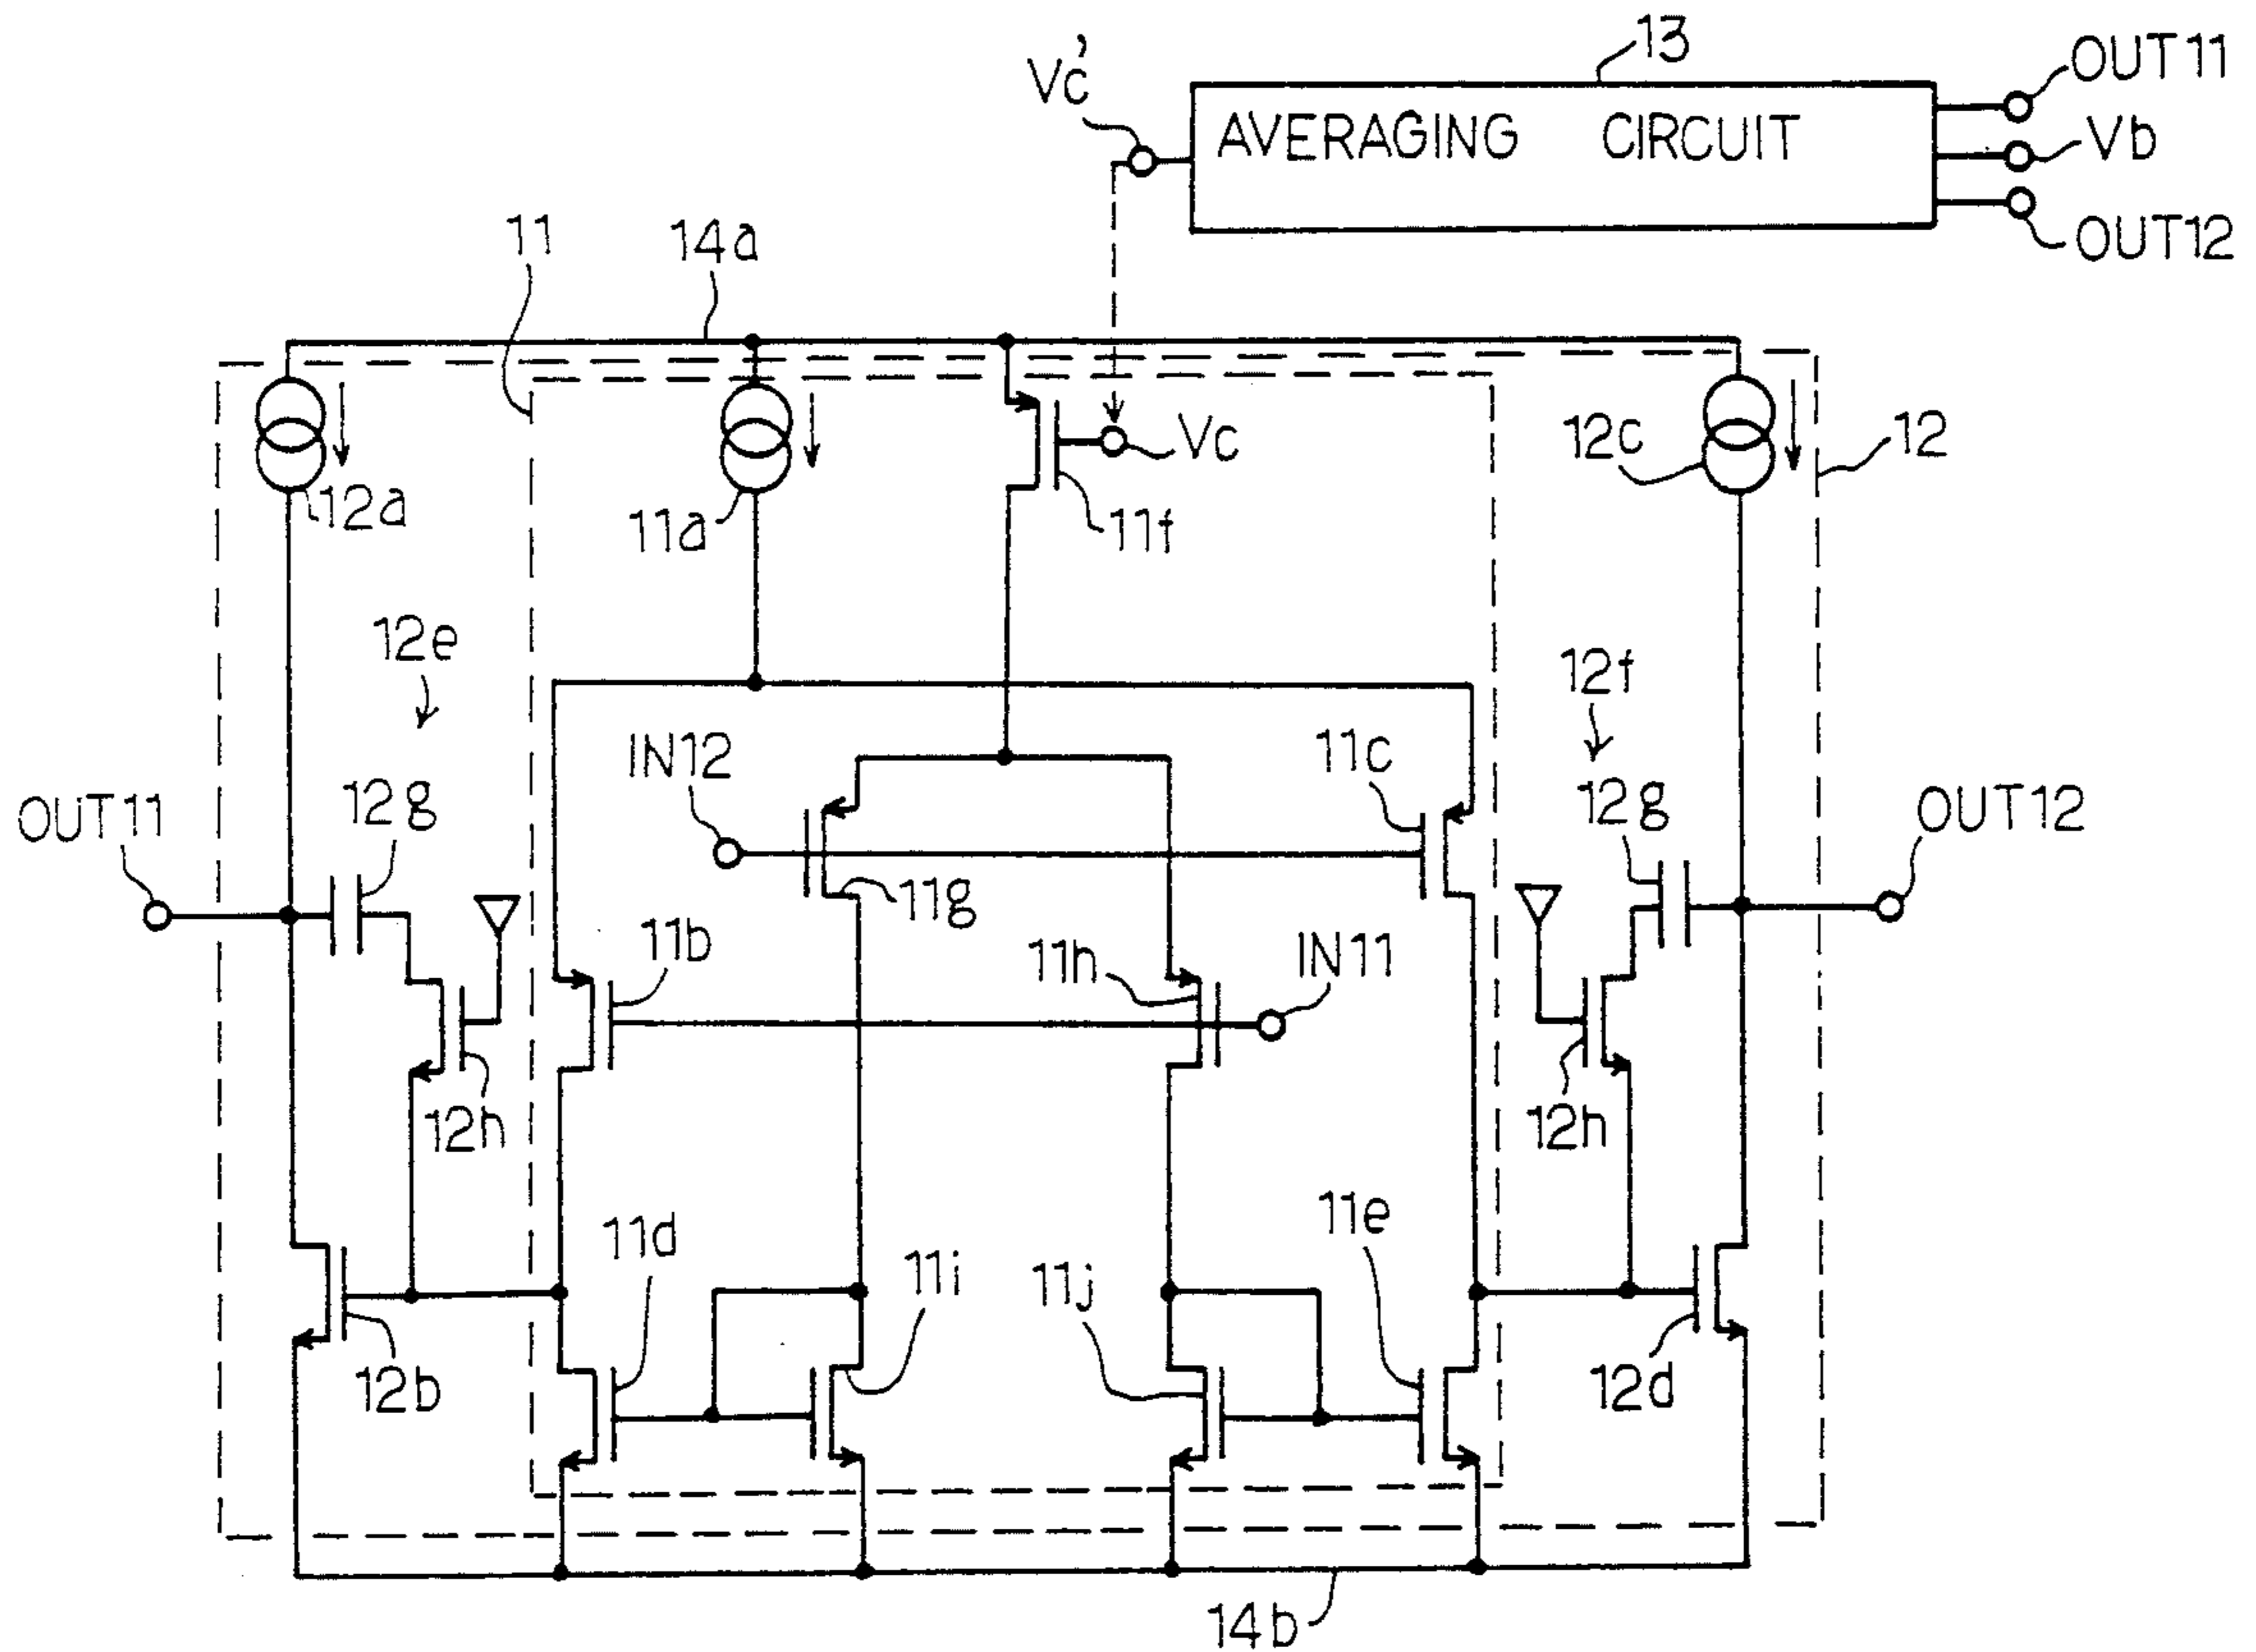 13
OUT11
Vc'
AVERAGING CIRCUIT
Vb
OUT12
11
14a
12a
11a
11f
Vc
12c
12
12e
12f
IN12
11c
OUT11
12g
12g
OUT12
11g
11b
11h
IN11
12h
12h
11d
11i
11j
11e
12b
12d
14b